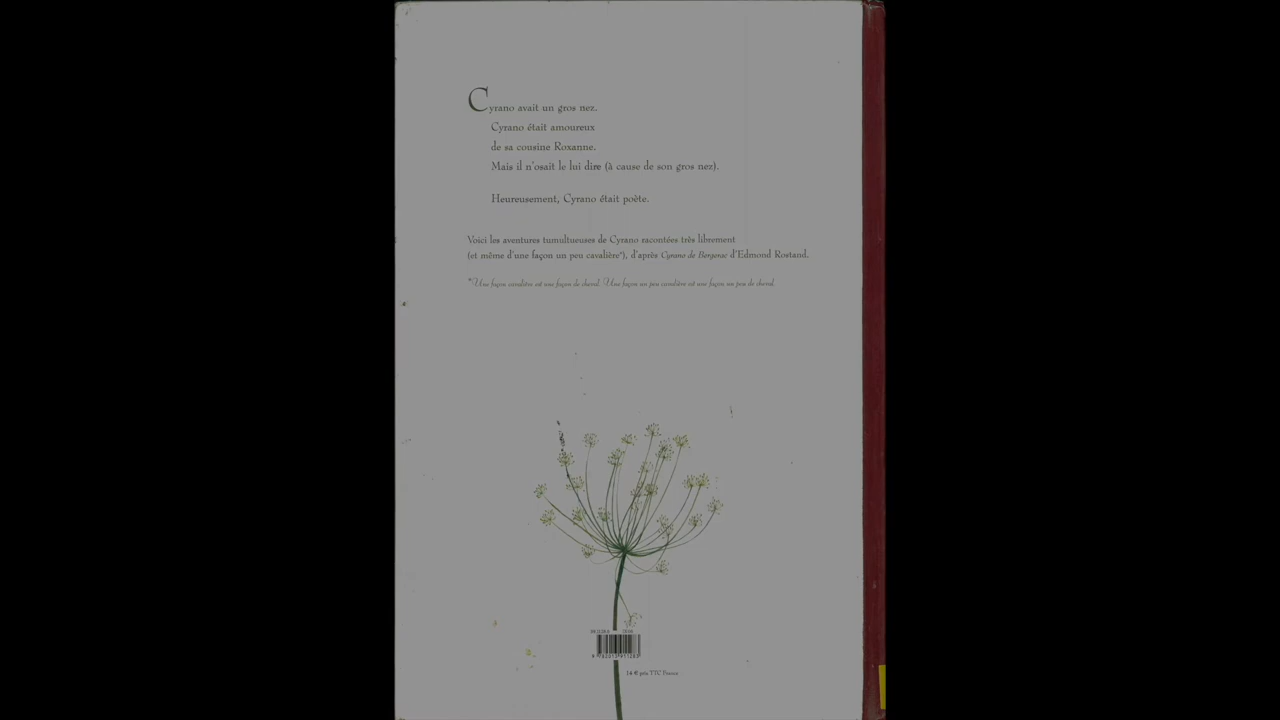 Cyrano avait un gros nez.
Cyrano était amoureux
de sa cousine Roxanne.
Mais il n'osait le lui dire (à cause de son gros nez).
Heureusement, Cyrano était poète.
Voici les aventures tumultueuses de Cyrano racontées très librement
(et même d'une façon un peu cavalière*), d'après Cyrano de Bergerac d'Edmond Rostand.
*Une façon cavalière est une façon de cheval. Une façon un peu cavalière est une façon un peu de cheval.
14 € prix TTC France